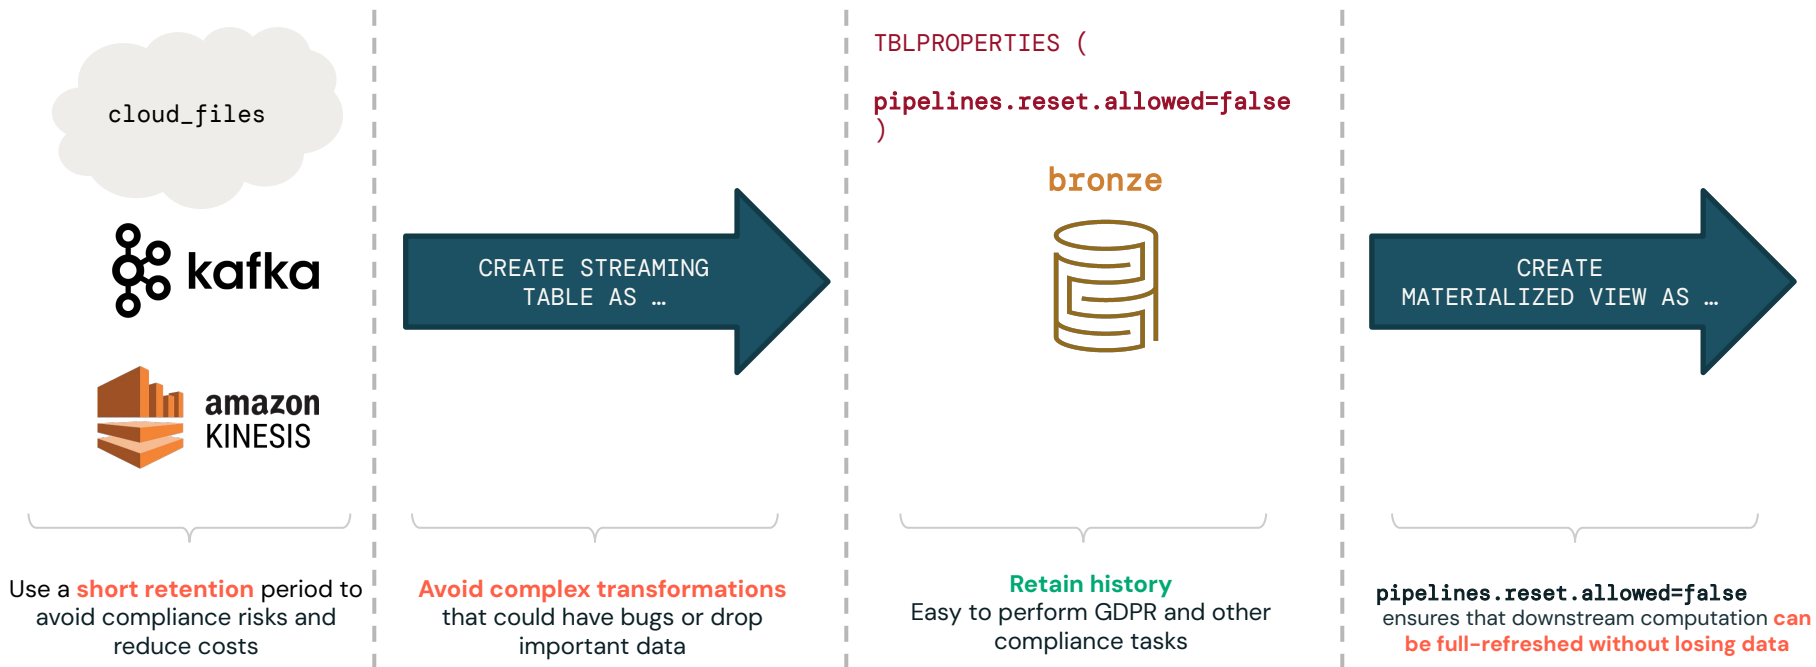 cloud_files
kafka
amazon
KINESIS
Use a short retention period to
avoid compliance risks and
reduce costs
CREATE STREAMING
TABLE AS …
Avoid complex transformations
that could have bugs or drop
important data
TBLPROPERTIES (
pipelines.reset.allowed=false
)
bronze
Retain history
Easy to perform GDPR and other
compliance tasks
CREATE
MATERIALIZED VIEW AS …
pipelines.reset.allowed=false
ensures that downstream computation can
be full-refreshed without losing data